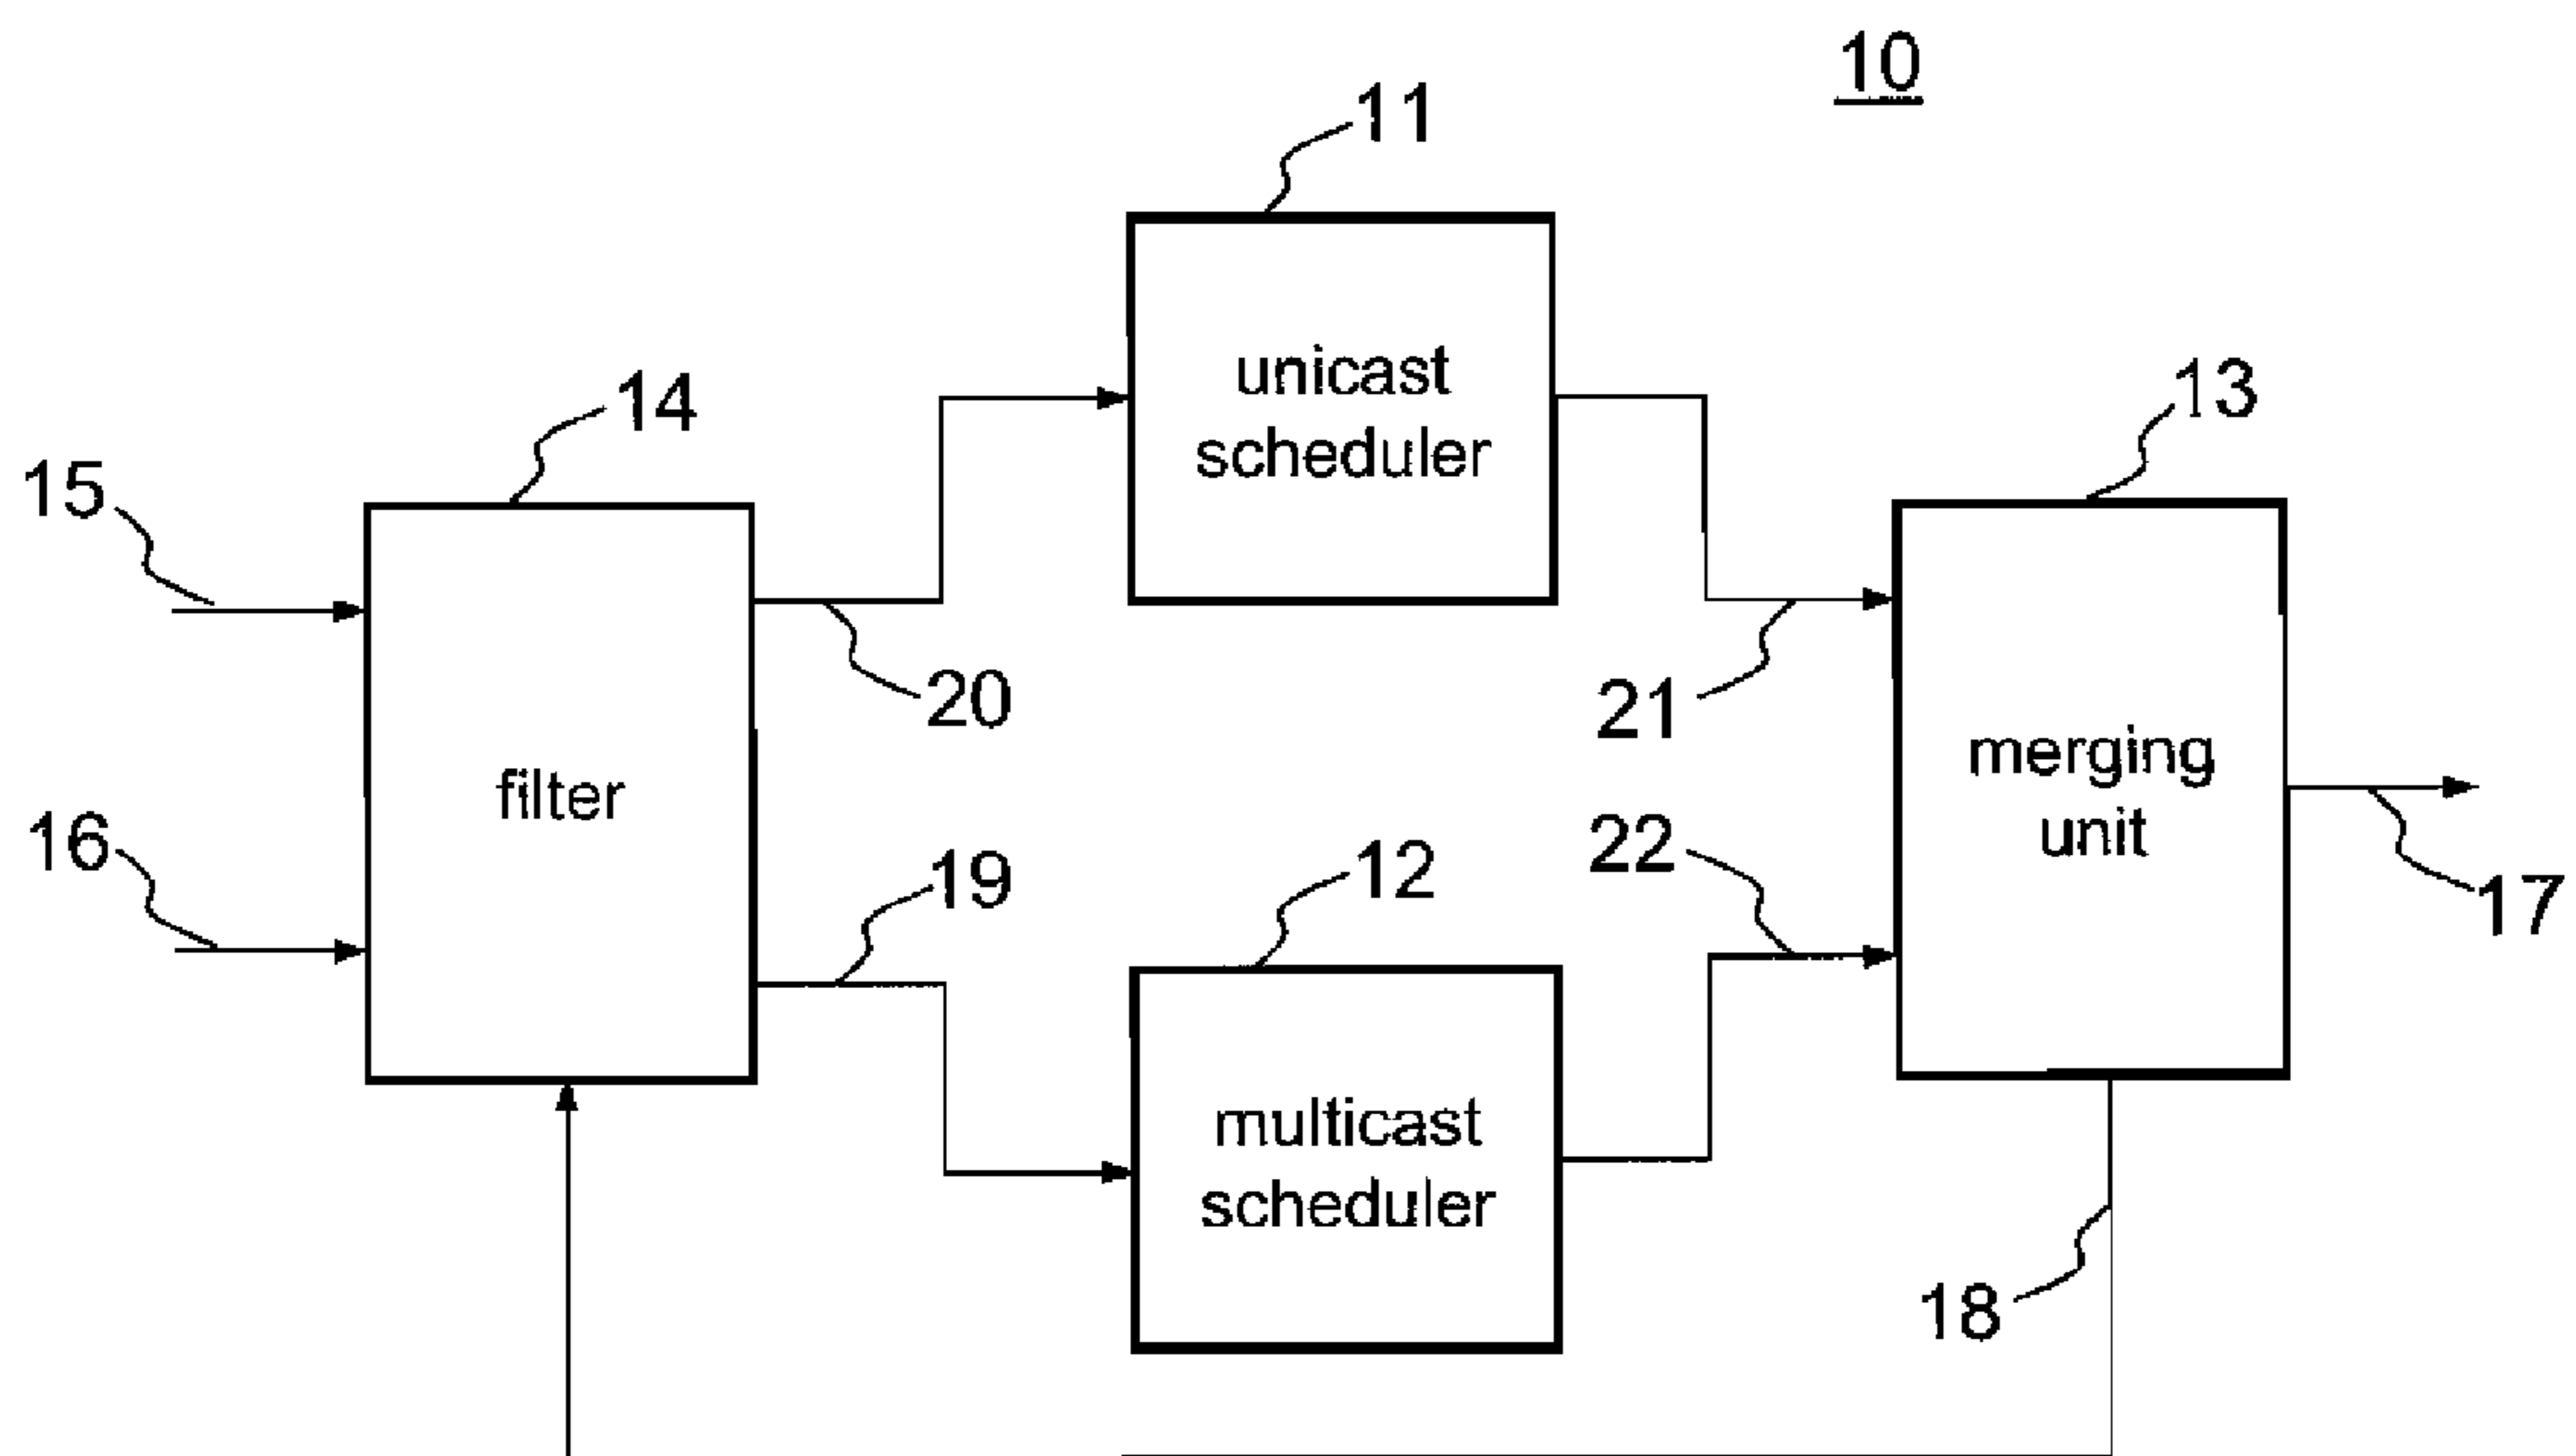 10
11
unicast
scheduler
14
13
15
20
21
filter
merging
unit
16
19
12
22
17
multicast
scheduler
18